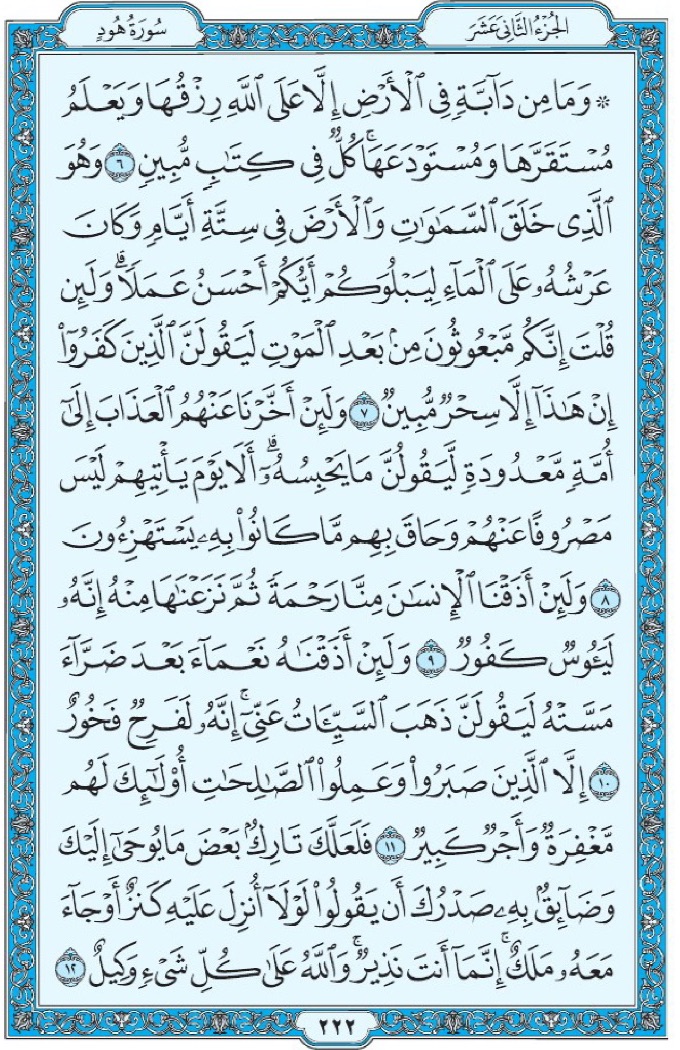 الجُزْءُ الثَّانِي عَشَرَ
سُورَةُ هُودٍ
۞ وَمَا مِن دَآبَّةٖ فِي ٱلۡأَرۡضِ إِلَّا عَلَى ٱللَّهِ رِزۡقُهَا وَيَعۡلَمُ
مُسۡتَقَرَّهَا وَمُسۡتَوۡدَعَهَاۚ كُلّٞ فِي كِتَٰبٖ مُّبِينٖ ٦ وَهُوَ
ٱلَّذِي خَلَقَ ٱلسَّمَٰوَٰتِ وَٱلۡأَرۡضَ فِي سِتَّةِ أَيَّامٖ وَكَانَ
عَرۡشُهُۥ عَلَى ٱلۡمَآءِ لِيَبۡلُوَكُمۡ أَيُّكُمۡ أَحۡسَنُ عَمَلٗاۗ وَلَئِن
قُلۡتَ إِنَّكُم مَّبۡعُوثُونَ مِنۢ بَعۡدِ ٱلۡمَوۡتِ لَيَقُولَنَّ ٱلَّذِينَ كَفَرُوٓاْ
إِنۡ هَٰذَآ إِلَّا سِحۡرٞ مُّبِينٞ ٧ وَلَئِنۡ أَخَّرۡنَا عَنۡهُمُ ٱلۡعَذَابَ إِلَىٰٓ
أُمَّةٖ مَّعۡدُودَةٖ لَّيَقُولُنَّ مَا يَحۡبِسُهُۥٓۗ أَلَا يَوۡمَ يَأۡتِيهِمۡ لَيۡسَ
مَصۡرُوفًا عَنۡهُمۡ وَحَاقَ بِهِم مَّا كَانُواْ بِهِۦ يَسۡتَهۡزِءُونَ
٨ وَلَئِنۡ أَذَقۡنَا ٱلۡإِنسَٰنَ مِنَّا رَحۡمَةٗ ثُمَّ نَزَعۡنَٰهَا مِنۡهُ إِنَّهُۥ
لَيَـُٔوسٞ كَفُورٞ ٩ وَلَئِنۡ أَذَقۡنَٰهُ نَعۡمَآءَ بَعۡدَ ضَرَّآءَ
مَسَّتۡهُ لَيَقُولَنَّ ذَهَبَ ٱلسَّيِّـَٔاتُ عَنِّيٓۚ إِنَّهُۥ لَفَرِحٞ فَخُورٌ
١٠ إِلَّا ٱلَّذِينَ صَبَرُواْ وَعَمِلُواْ ٱلصَّٰلِحَٰتِ أُوْلَٰٓئِكَ لَهُم
مَّغۡفِرَةٞ وَأَجۡرٞ كَبِيرٞ ١١ فَلَعَلَّكَ تَارِكُۢ بَعۡضَ مَا يُوحَىٰٓ إِلَيۡكَ
وَضَآئِقُۢ بِهِۦ صَدۡرُكَ أَن يَقُولُواْ لَوۡلَآ أُنزِلَ عَلَيۡهِ كَنزٌ أَوۡ جَآءَ
مَعَهُۥ مَلَكٌۚ إِنَّمَآ أَنتَ نَذِيرٞۚ وَٱللَّهُ عَلَىٰ كُلِّ شَيۡءٖ وَكِيلٌ ١٢
٢٢٢